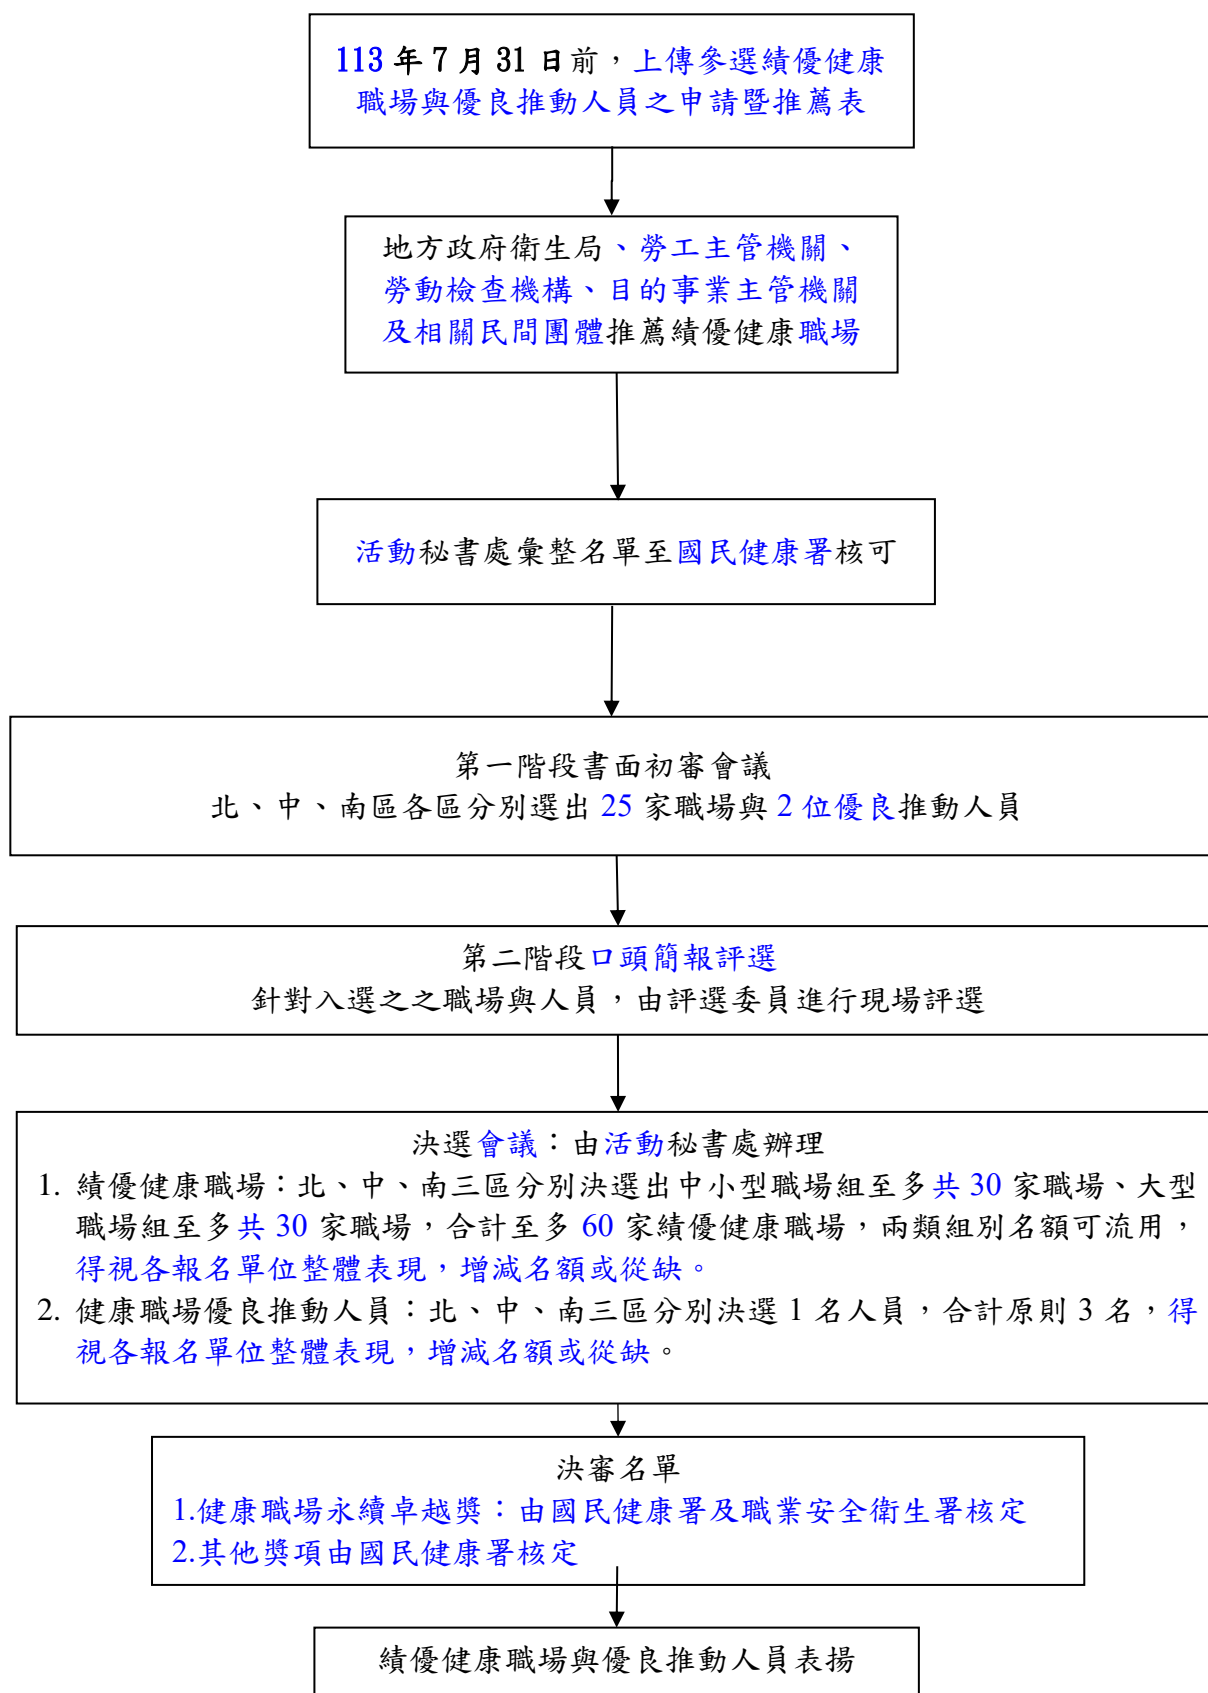 113 年 7 月 31 日前，上傳參選績優健康
職場與優良推動人員之申請暨推薦表
地方政府衛生局、勞工主管機關、
勞動檢查機構、目的事業主管機關
及相關民間團體推薦績優健康職場
活動秘書處彙整名單至國民健康署核可
第一階段書面初審會議
北、中、南區各區分別選出 25 家職場與 2 位優良推動人員
第二階段口頭簡報評選
針對入選之之職場與人員，由評選委員進行現場評選
決選會議：由活動秘書處辦理
1. 績優健康職場：北、中、南三區分別決選出中小型職場組至多共 30 家職場、大型
職場組至多共 30 家職場，合計至多 60 家績優健康職場，兩類組別名額可流用，
得視各報名單位整體表現，增減名額或從缺。
2. 健康職場優良推動人員：北、中、南三區分別決選 1 名人員，合計原則 3 名，得
視各報名單位整體表現，增減名額或從缺。
決審名單
1.健康職場永續卓越獎：由國民健康署及職業安全衛生署核定
2.其他獎項由國民健康署核定
績優健康職場與優良推動人員表揚